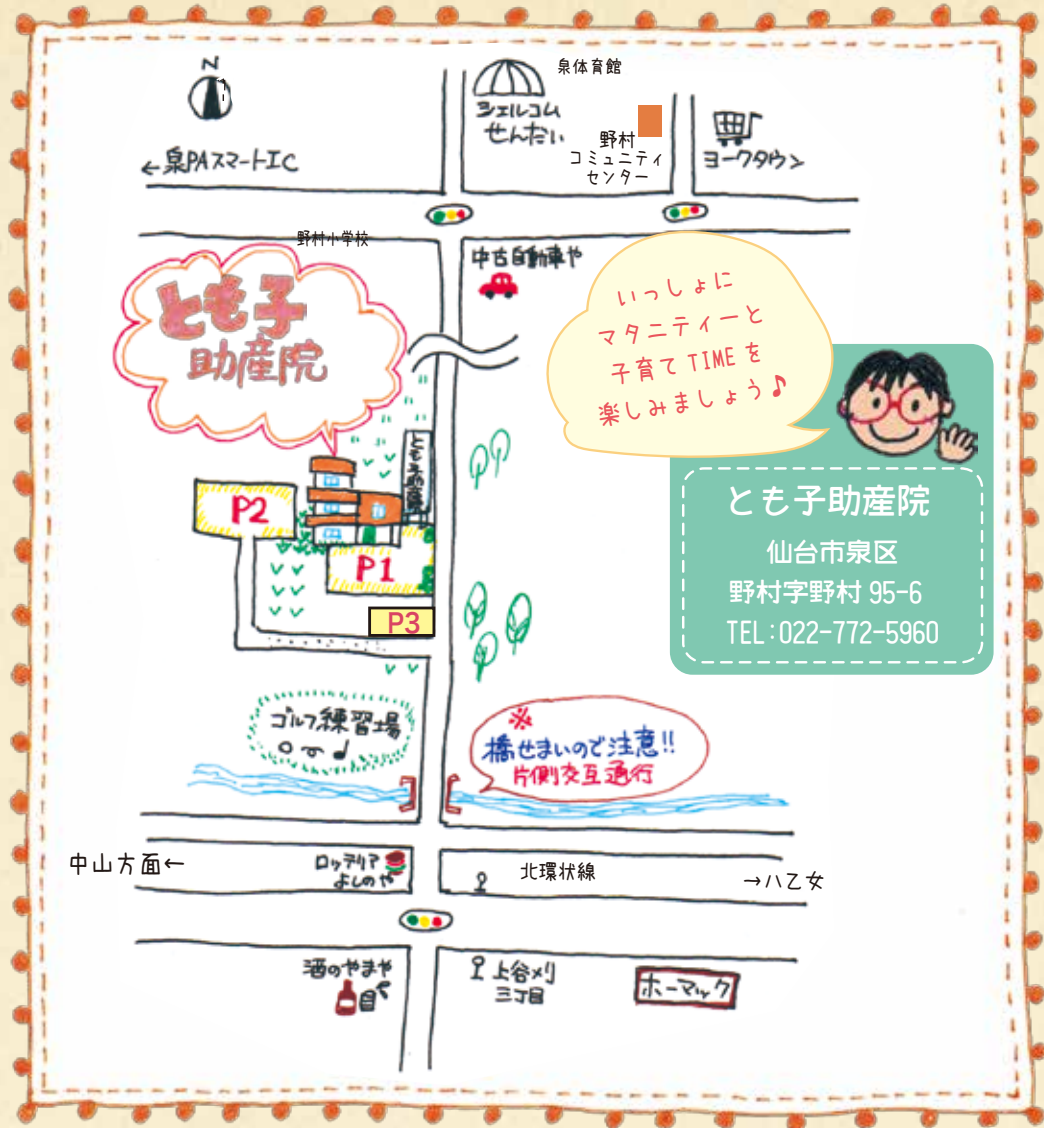 N
泉体育館
シェルコム
せんだい
野村
コミュニティ
センター
ヨークタウン
←泉PAスマートIC
野村小学校
中古自動車や
とも子
助産院
いっしょに
マタニティーと
子育て TIME を
楽しみましょう♪
とも子助産院
P2
P1
P3
とも子助産院
仙台市泉区
野村字野村 95-6
TEL:022-772-5960
ゴルフ練習場
※
橋せまいので注意!!
片側交互通行
中山方面←
ロッテリア
よしのや
北環状線
→八乙女
酒のやまや
上谷刈
三丁目
ホーマック